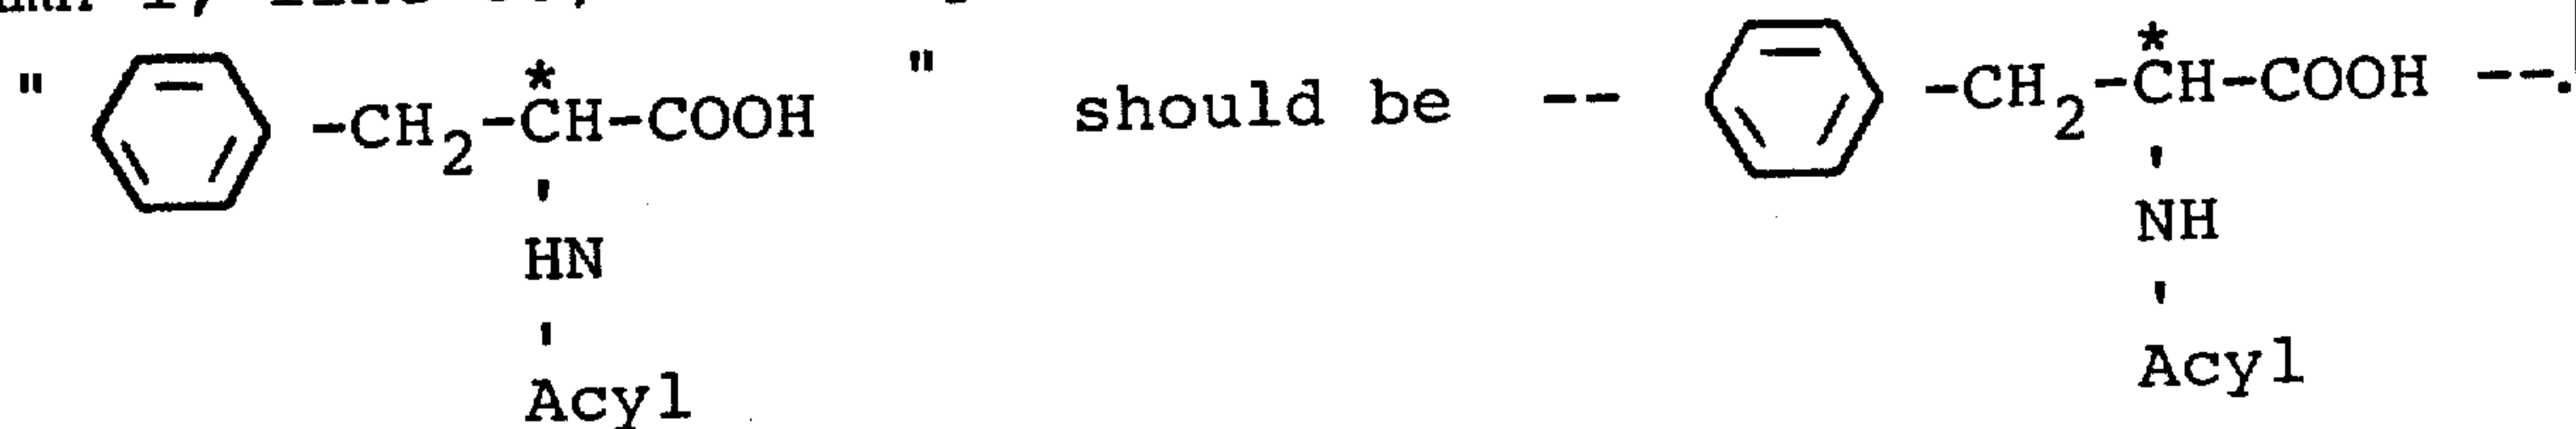 " -CH2-*CH-COOH " should be -- -CH2-*CH-COOH --.
' '
HN NH
' '
Acyl Acyl